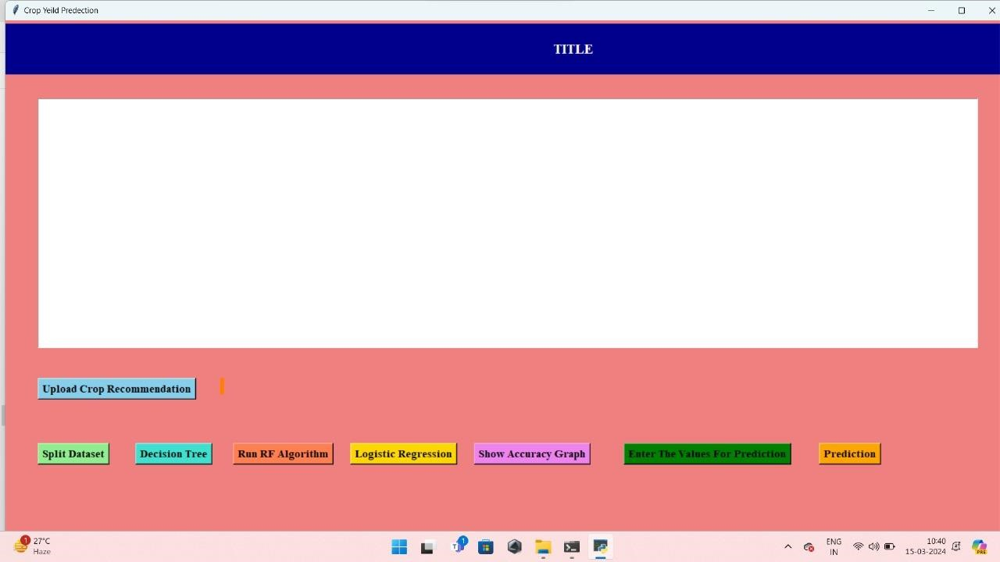 Crop Yeild Predection
TITLE
Upload Crop Recommendation
Split Dataset
Decision Tree
Run RF Algorithm
Logistic Regression
Show Accuracy Graph
Enter The Values For Prediction
Prediction
1
27°C
Haze
1
PRE
ENG
IN
10:40
15-03-2024